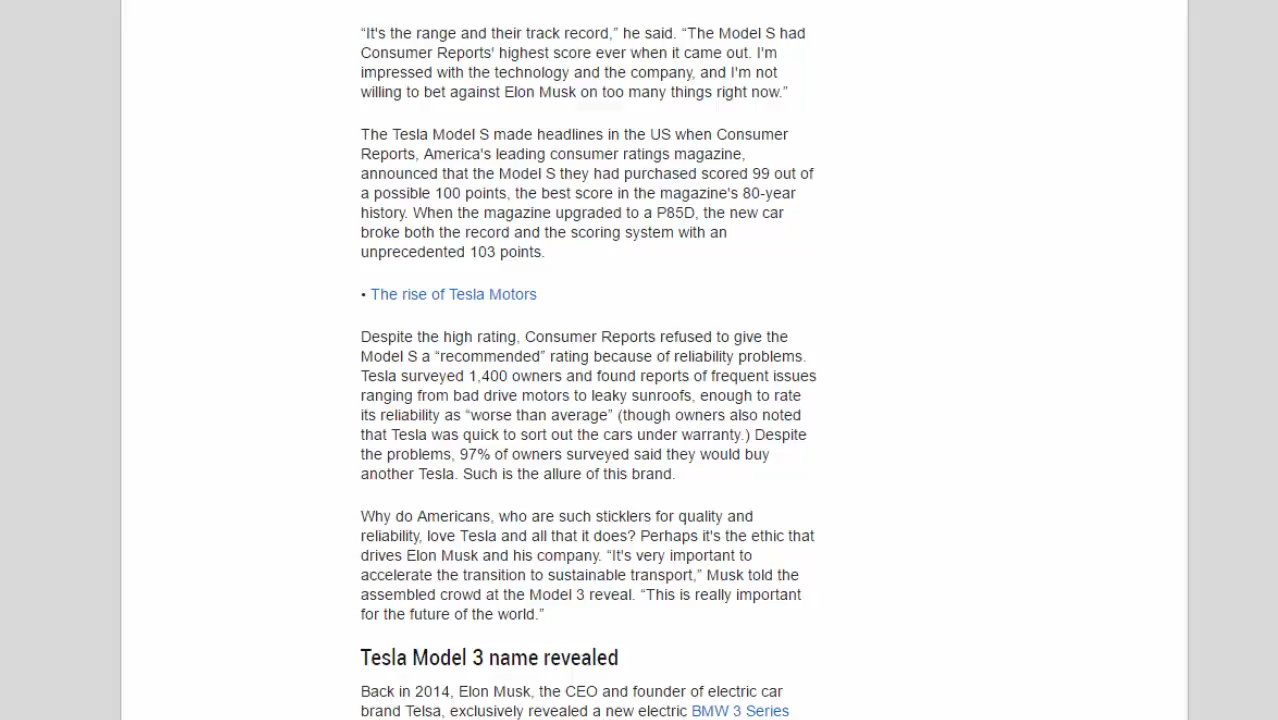 “It's the range and their track record,” he said. “The Model S had
Consumer Reports' highest score ever when it came out. I'm
impressed with the technology and the company, and I'm not
willing to bet against Elon Musk on too many things right now.”
The Tesla Model S made headlines in the US when Consumer
Reports, America's leading consumer ratings magazine,
announced that the Model S they had purchased scored 99 out of
a possible 100 points, the best score in the magazine's 80-year
history. When the magazine upgraded to a P85D, the new car
broke both the record and the scoring system with an
unprecedented 103 points.
• The rise of Tesla Motors
Despite the high rating, Consumer Reports refused to give the
Model S a “recommended” rating because of reliability problems.
Tesla surveyed 1,400 owners and found reports of frequent issues
ranging from bad drive motors to leaky sunroofs, enough to rate
its reliability as “worse than average” (though owners also noted
that Tesla was quick to sort out the cars under warranty.) Despite
the problems, 97% of owners surveyed said they would buy
another Tesla. Such is the allure of this brand.
Why do Americans, who are such sticklers for quality and
reliability, love Tesla and all that it does? Perhaps it's the ethic that
drives Elon Musk and his company. “It's very important to
accelerate the transition to sustainable transport,” Musk told the
assembled crowd at the Model 3 reveal. “This is really important
for the future of the world.”
Tesla Model 3 name revealed
Back in 2014, Elon Musk, the CEO and founder of electric car
brand Telsa, exclusively revealed a new electric BMW 3 Series